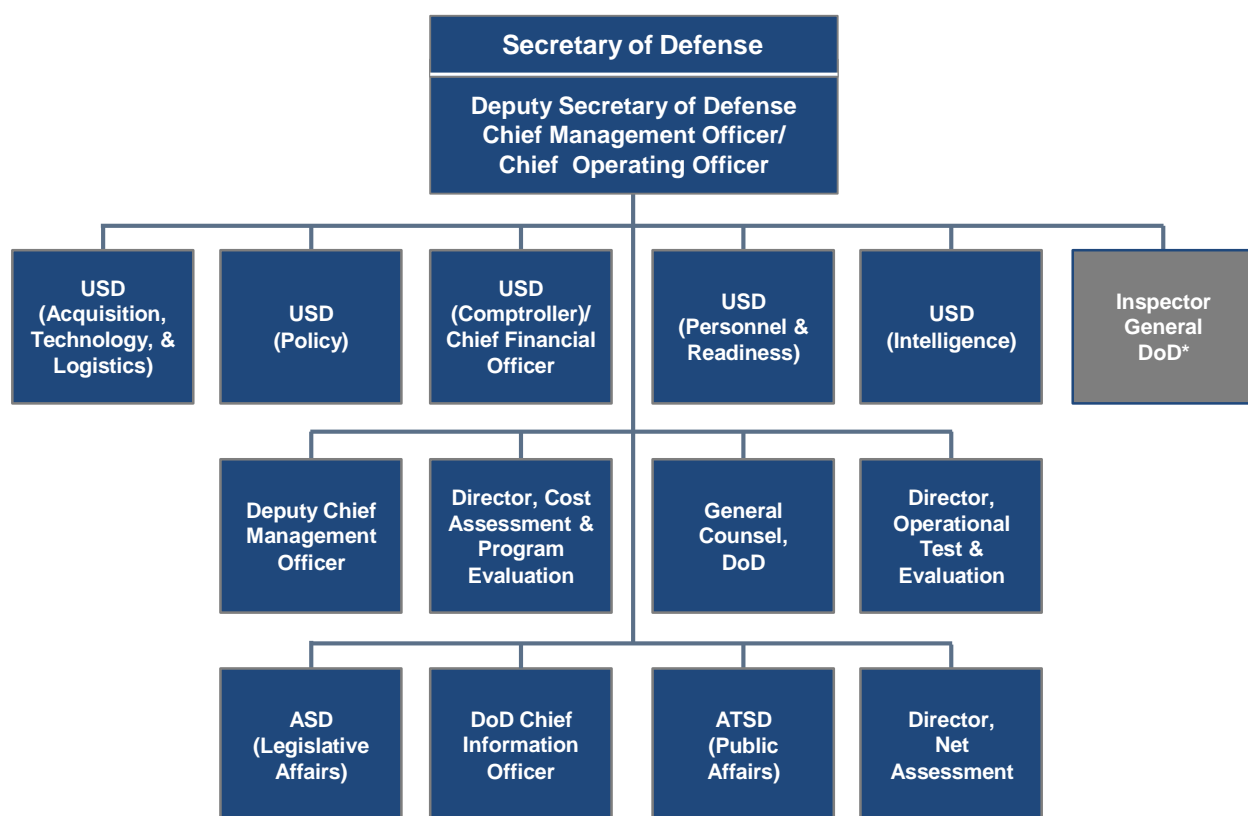 Secretary of Defense
Deputy Secretary of Defense
Chief Management Officer/
Chief Operating Officer
USD
(Acquisition,
Technology, &
Logistics)
USD
(Policy)
USD
(Comptroller)/
Chief Financial
Officer
USD
(Personnel &
Readiness)
USD
(Intelligence)
Inspector
General
DoD*
Deputy Chief
Management
Officer
Director, Cost
Assessment &
Program
Evaluation
General
Counsel,
DoD
Director,
Operational
Test &
Evaluation
ASD
(Legislative
Affairs)
DoD Chief
Information
Officer
ATSD
(Public
Affairs)
Director,
Net
Assessment